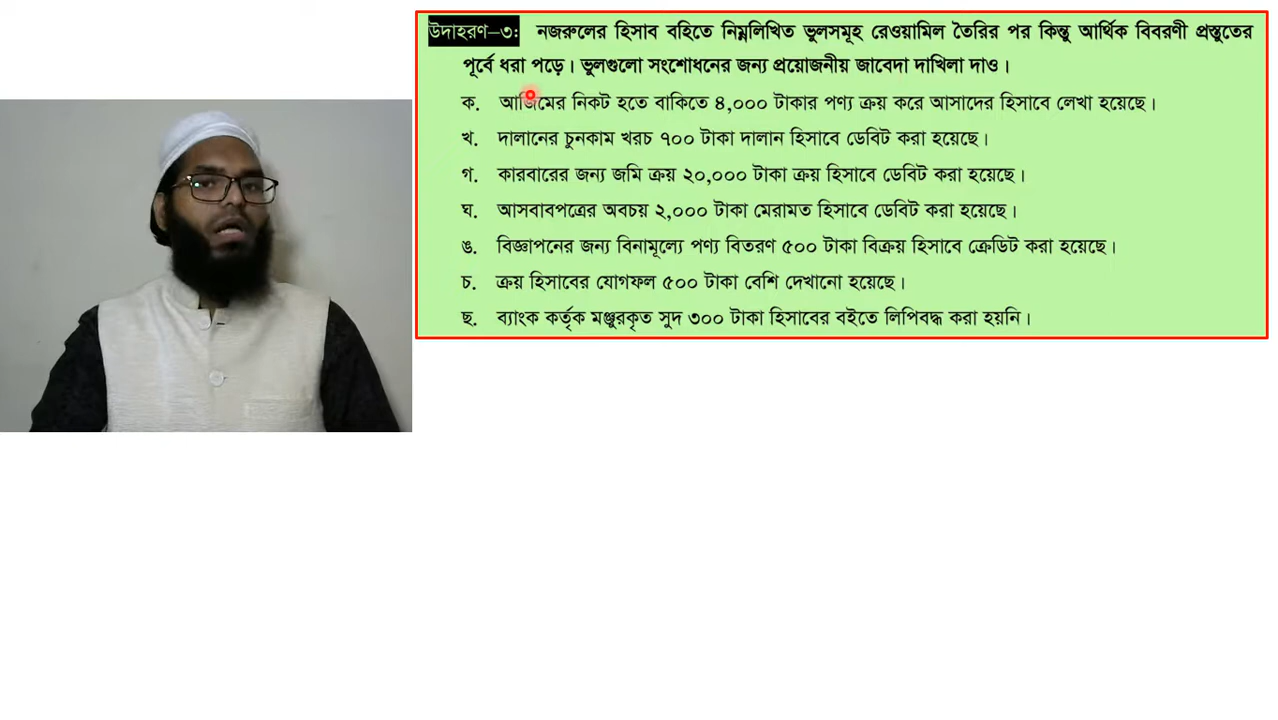 উদাহরণ–৩: নজরুলের হিসাব বহিতে নিম্নলিখিত ভুলসমূহ রেওয়ামিল তৈরির পর কিন্তু আর্থিক বিবরণী প্রস্তুতের
পূর্বে ধরা পড়ে। ভুলগুলো সংশোধনের জন্য প্রয়োজনীয় জাবেদা দাখিলা দাও।
ক. আজিমের নিকট হতে বাকিতে ৪,০০০ টাকার পণ্য ক্রয় করে আসাদের হিসাবে লেখা হয়েছে।
খ. দালানের চুনকাম খরচ ৭০০ টাকা দালান হিসাবে ডেবিট করা হয়েছে।
গ. কারবারের জন্য জমি ক্রয় ২০,০০০ টাকা ক্রয় হিসাবে ডেবিট করা হয়েছে।
ঘ. আসবাবপত্রের অবচয় ২,০০০ টাকা মেরামত হিসাবে ডেবিট করা হয়েছে।
ঙ. বিজ্ঞাপনের জন্য বিনামূল্যে পণ্য বিতরণ ৫০০ টাকা বিক্রয় হিসাবে ক্রেডিট করা হয়েছে।
চ. ক্রয় হিসাবের যোগফল ৫০০ টাকা বেশি দেখানো হয়েছে।
ছ. ব্যাংক কর্তৃক মঞ্জুরকৃত সুদ ৩০০ টাকা হিসাবের বইতে লিপিবদ্ধ করা হয়নি।